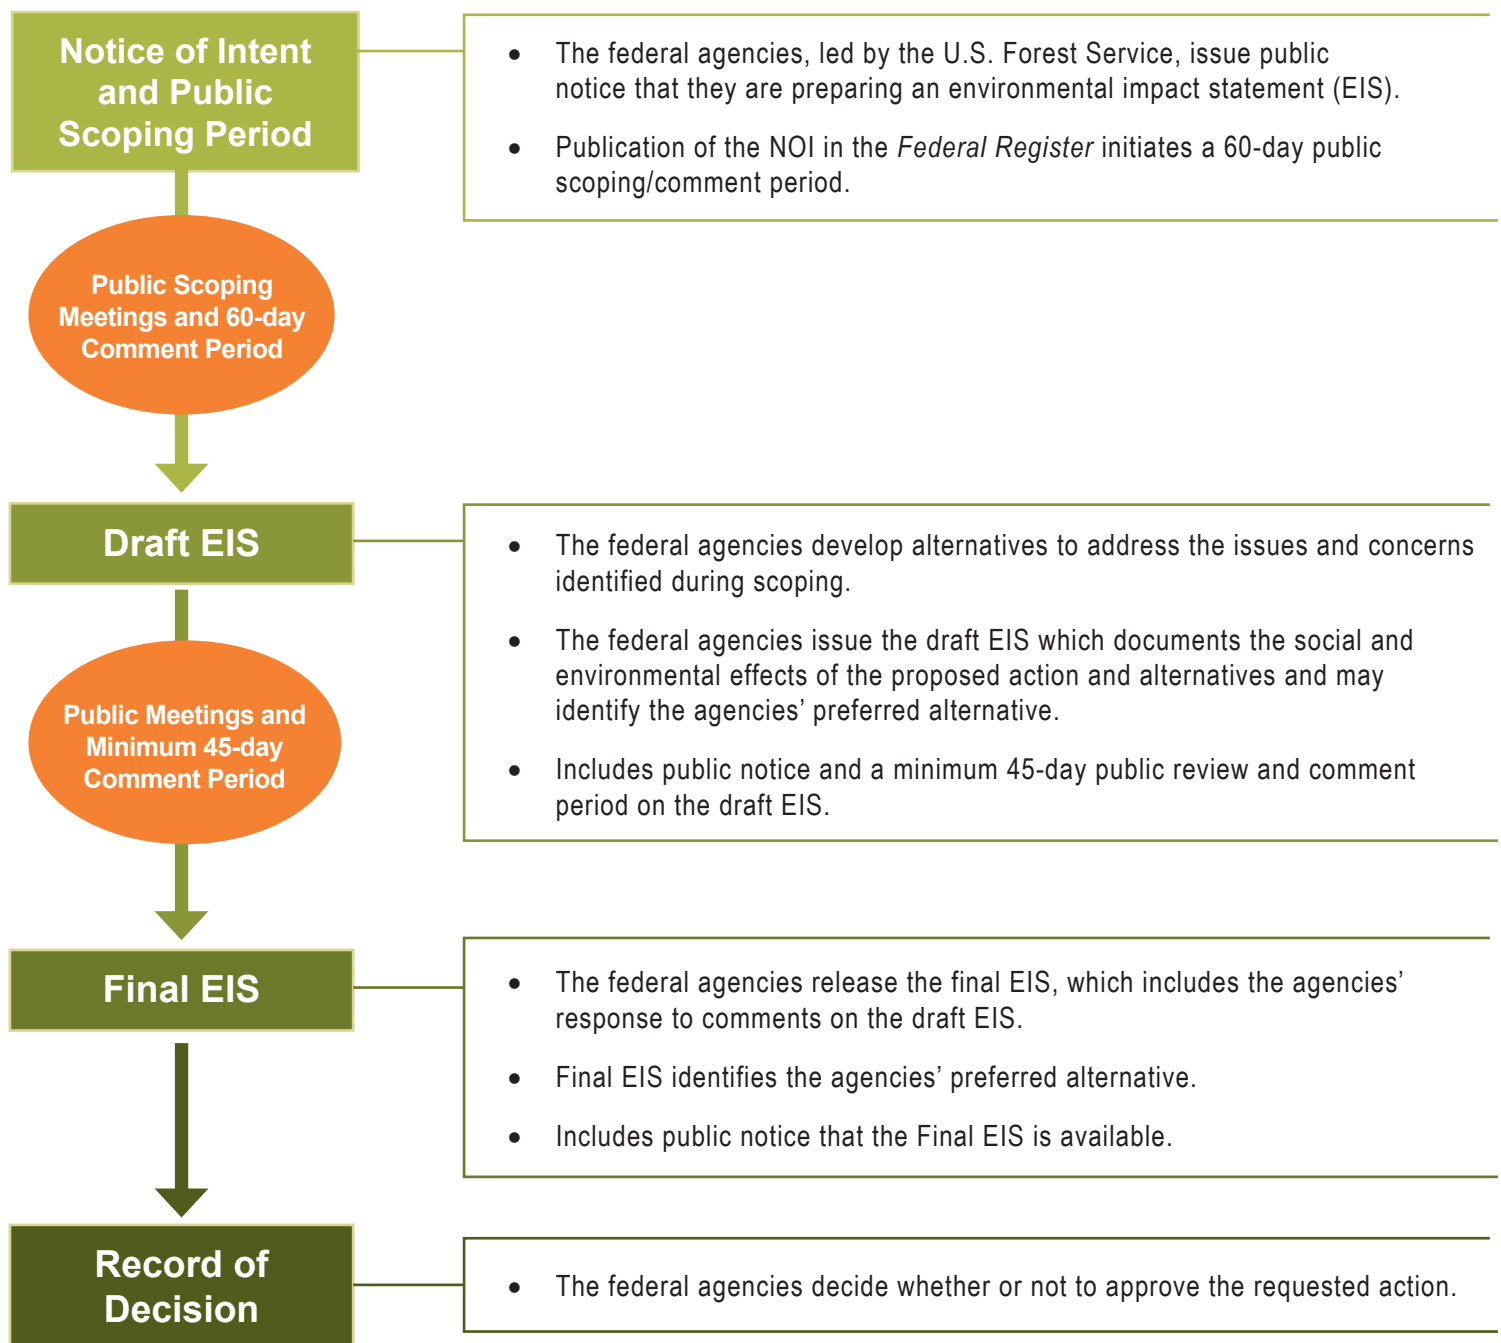 Notice of Intent
and Public
Scoping Period
• The federal agencies, led by the U.S. Forest Service, issue public
notice that they are preparing an environmental impact statement (EIS).
• Publication of the NOI in the Federal Register initiates a 60-day public
scoping/comment period.
Public Scoping
Meetings and 60-day
Comment Period
Draft EIS
• The federal agencies develop alternatives to address the issues and concerns
identified during scoping.
• The federal agencies issue the draft EIS which documents the social and
environmental effects of the proposed action and alternatives and may
identify the agencies’ preferred alternative.
• Includes public notice and a minimum 45-day public review and comment
period on the draft EIS.
Public Meetings and
Minimum 45-day
Comment Period
Final EIS
• The federal agencies release the final EIS, which includes the agencies’
response to comments on the draft EIS.
• Final EIS identifies the agencies’ preferred alternative.
• Includes public notice that the Final EIS is available.
Record of
Decision
• The federal agencies decide whether or not to approve the requested action.